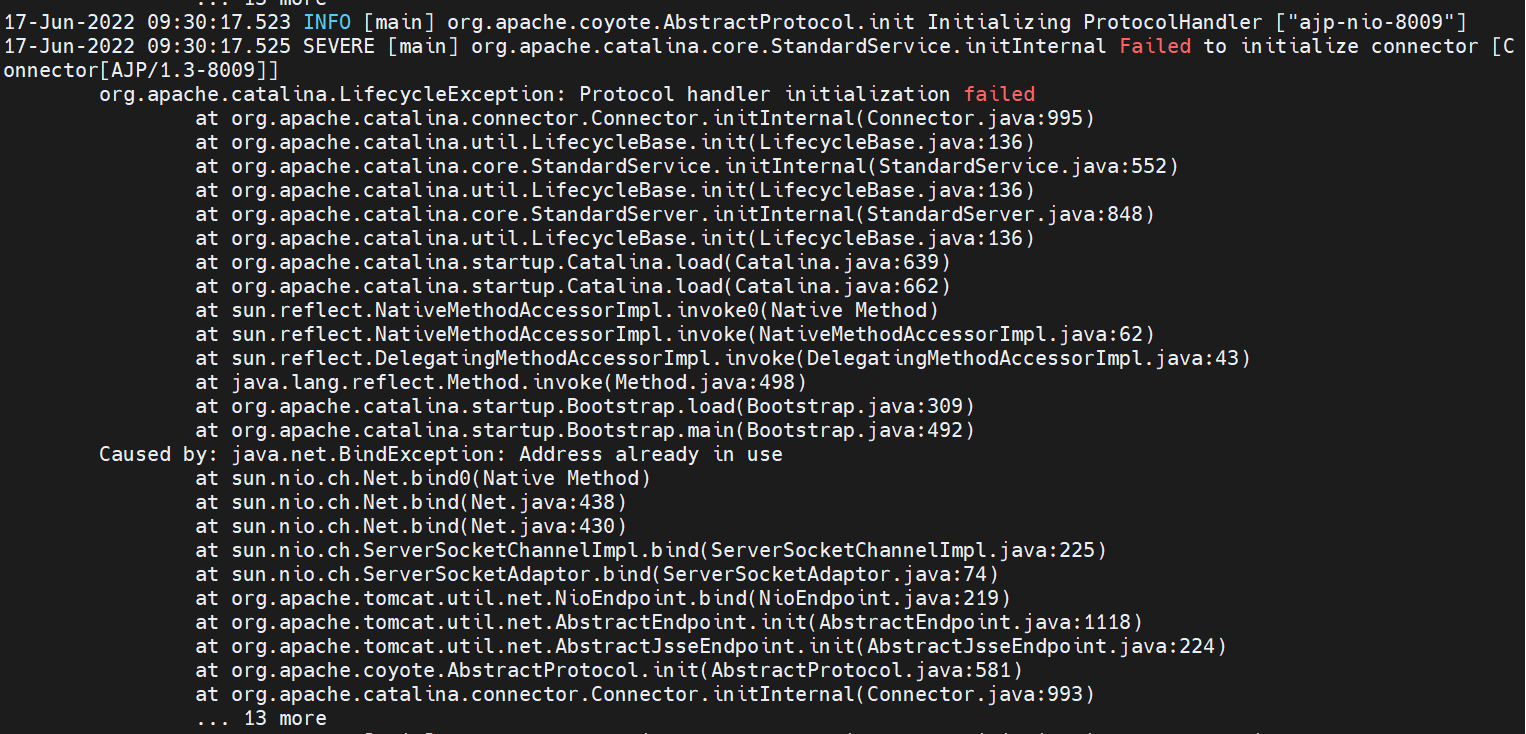 ... 13 more
17-Jun-2022 09:30:17.523 INFO [main] org.apache.coyote.AbstractProtocol.init Initializing ProtocolHandler ["ajp-nio-8009"]
17-Jun-2022 09:30:17.525 SEVERE [main] org.apache.catalina.core.StandardService.initInternal Failed to initialize connector [C
onnector[AJP/1.3-8009]]
org.apache.catalina.LifecycleException: Protocol handler initialization failed
at org.apache.catalina.connector.Connector.initInternal(Connector.java:995)
at org.apache.catalina.util.LifecycleBase.init(LifecycleBase.java:136)
at org.apache.catalina.core.StandardService.initInternal(StandardService.java:552)
at org.apache.catalina.util.LifecycleBase.init(LifecycleBase.java:136)
at org.apache.catalina.core.StandardServer.initInternal(StandardServer.java:848)
at org.apache.catalina.util.LifecycleBase.init(LifecycleBase.java:136)
at org.apache.catalina.startup.Catalina.load(Catalina.java:639)
at org.apache.catalina.startup.Catalina.load(Catalina.java:662)
at sun.reflect.NativeMethodAccessorImpl.invoke0(Native Method)
at sun.reflect.NativeMethodAccessorImpl.invoke(NativeMethodAccessorImpl.java:62)
at sun.reflect.DelegatingMethodAccessorImpl.invoke(DelegatingMethodAccessorImpl.java:43)
at java.lang.reflect.Method.invoke(Method.java:498)
at org.apache.catalina.startup.Bootstrap.load(Bootstrap.java:309)
at org.apache.catalina.startup.Bootstrap.main(Bootstrap.java:492)
Caused by: java.net.BindException: Address already in use
at sun.nio.ch.Net.bind0(Native Method)
at sun.nio.ch.Net.bind(Net.java:438)
at sun.nio.ch.Net.bind(Net.java:430)
at sun.nio.ch.ServerSocketChannelImpl.bind(ServerSocketChannelImpl.java:225)
at sun.nio.ch.ServerSocketAdaptor.bind(ServerSocketAdaptor.java:74)
at org.apache.tomcat.util.net.NioEndpoint.bind(NioEndpoint.java:219)
at org.apache.tomcat.util.net.AbstractEndpoint.init(AbstractEndpoint.java:1118)
at org.apache.tomcat.util.net.AbstractJsseEndpoint.init(AbstractJsseEndpoint.java:224)
at org.apache.coyote.AbstractProtocol.init(AbstractProtocol.java:581)
at org.apache.catalina.connector.Connector.initInternal(Connector.java:993)
... 13 more